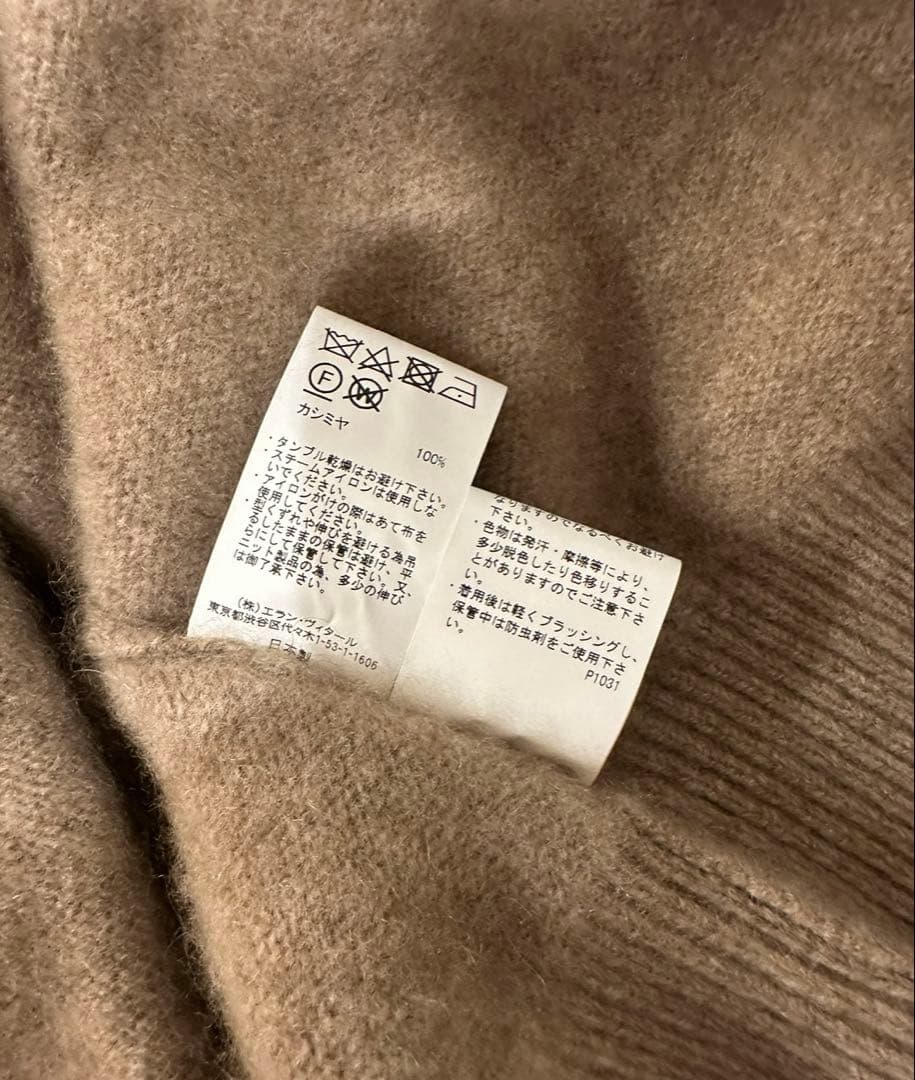 F
W
カシミヤ
100%
・タンブル乾燥はお避け下さい。
・スチームアイロンは使用しな
いでください。
・アイロンがけの際はあて布を
使用してください。
・型くずれや伸びを避ける為吊
るしたままの保管は避け、平
らにして保管して下さい。又、
ニット製品の為、多少の伸び
は御了承下さい。
(株)エラン・ヴィタール
東京都渋谷区代々木1-53-1-1606
日本製
なりますのでなるべくお避け
下さい。
・色物は発汗・摩擦等により、
多少脱色したり色移りするこ
とがありますのでご注意下さ
い。
・着用後は軽くブラッシングし、
保管中は防虫剤をご使用下さ
い。
P1031